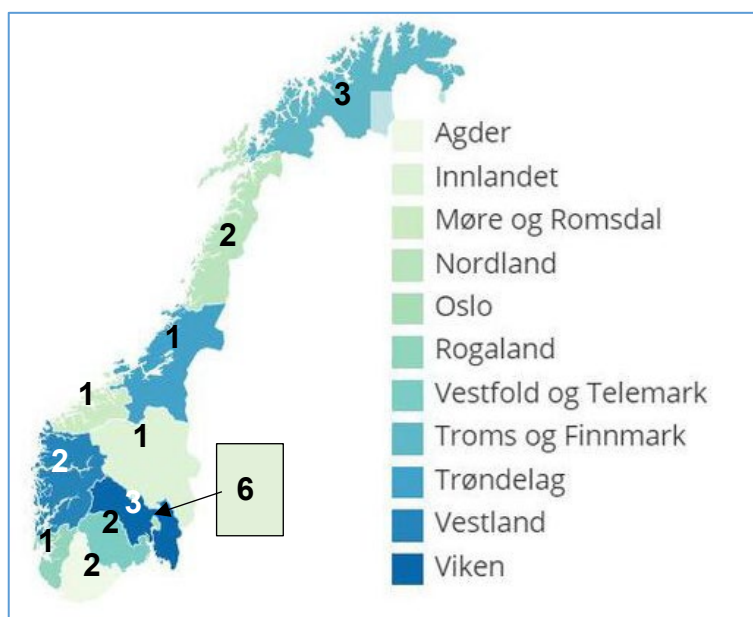 3
2
1
1
1
2
3
6
2
1
2
Agder
Innlandet
Møre og Romsdal
Nordland
Oslo
Rogaland
Vestfold og Telemark
Troms og Finnmark
Trøndelag
Vestland
Viken